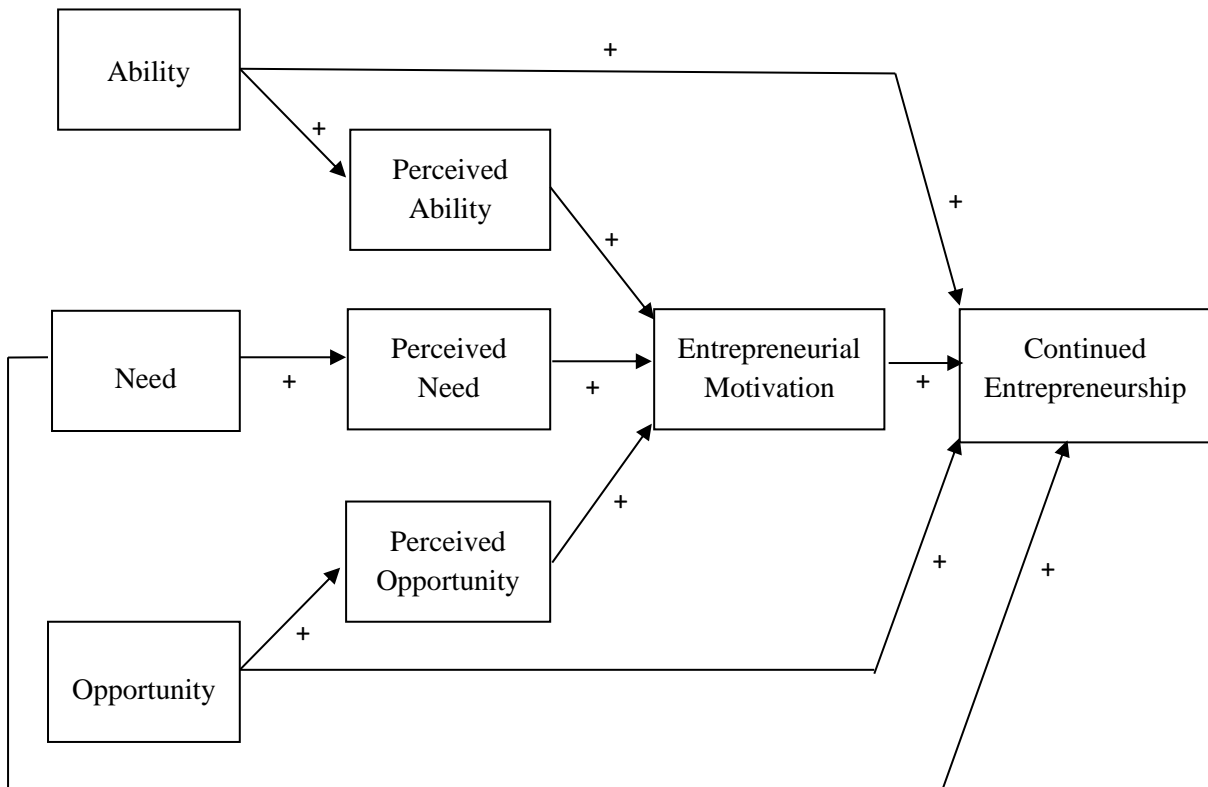 Ability
+
+
Perceived
Ability
+
+
Need
+
Perceived
Need
+
Entrepreneurial
Motivation
+
Continued
Entrepreneurship
Perceived
Opportunity
+
+
+
+
Opportunity